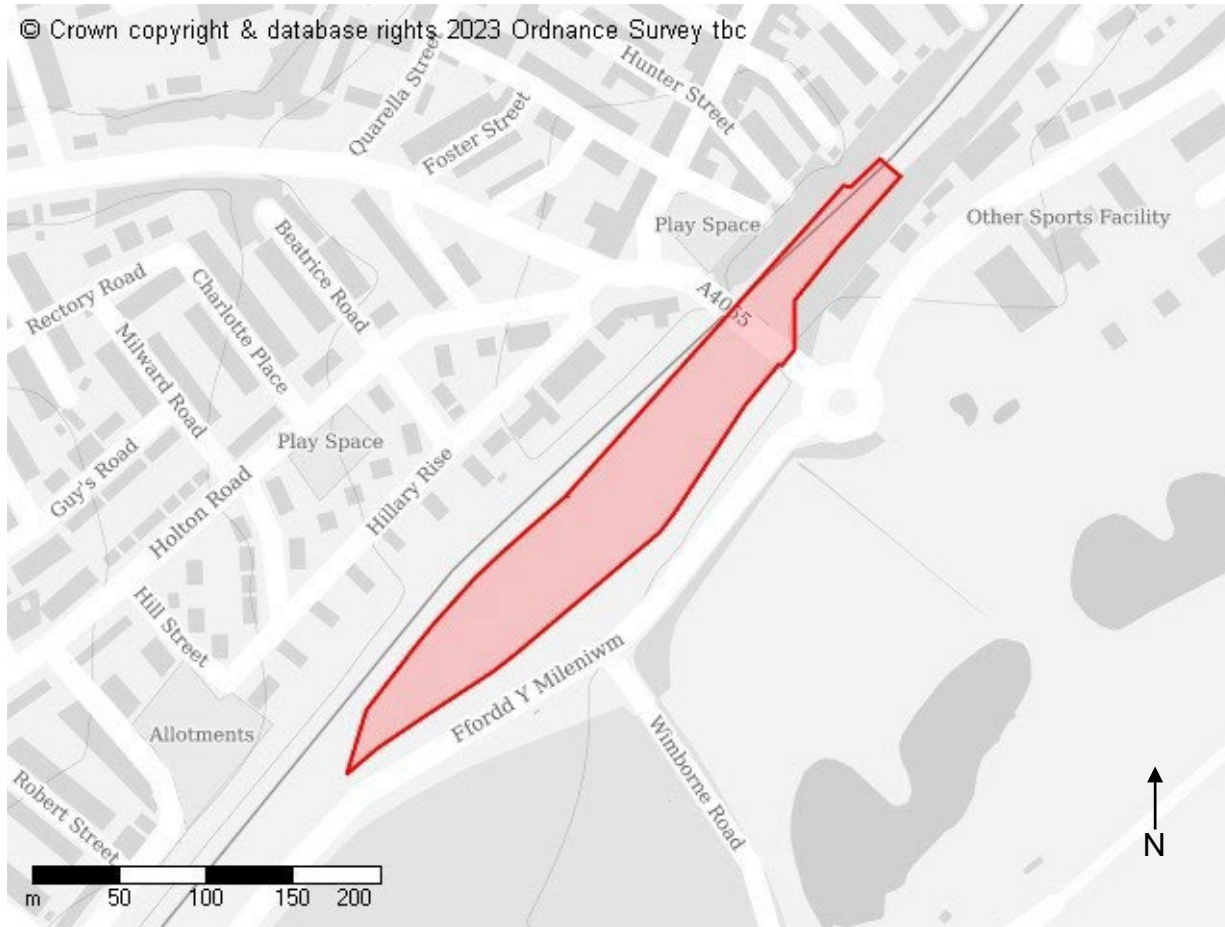 © Crown copyright & database rights 2023 Ordnance Survey tbc
Hunter Street
Quarella Street
Foster Street
Play Space
Other Sports Facility
Beatrice Road
Rectory Road
Charlotte Place
A4055
Milward Road
Play Space
Guy's Road
Holton Road
Hillary Rise
Hill Street
Ffordd Y Mileniwm
Allotments
Wimborne Road
Robert Street
N
m 50 100 150 200